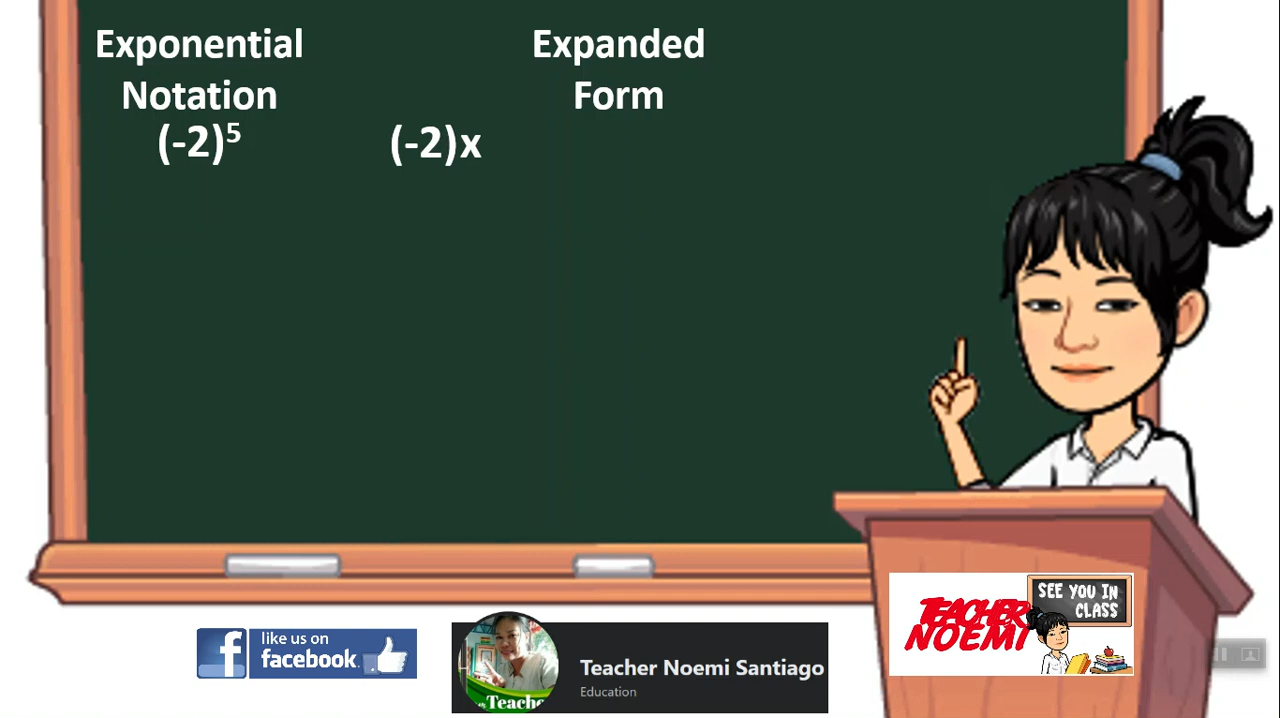 Exponential
Notation
Expanded
Form
(-2)⁵
(-2)x
SEE YOU IN
CLASS
TEACHER
NOEMI
like us on
facebook
Teacher Noemi Santiago
Education